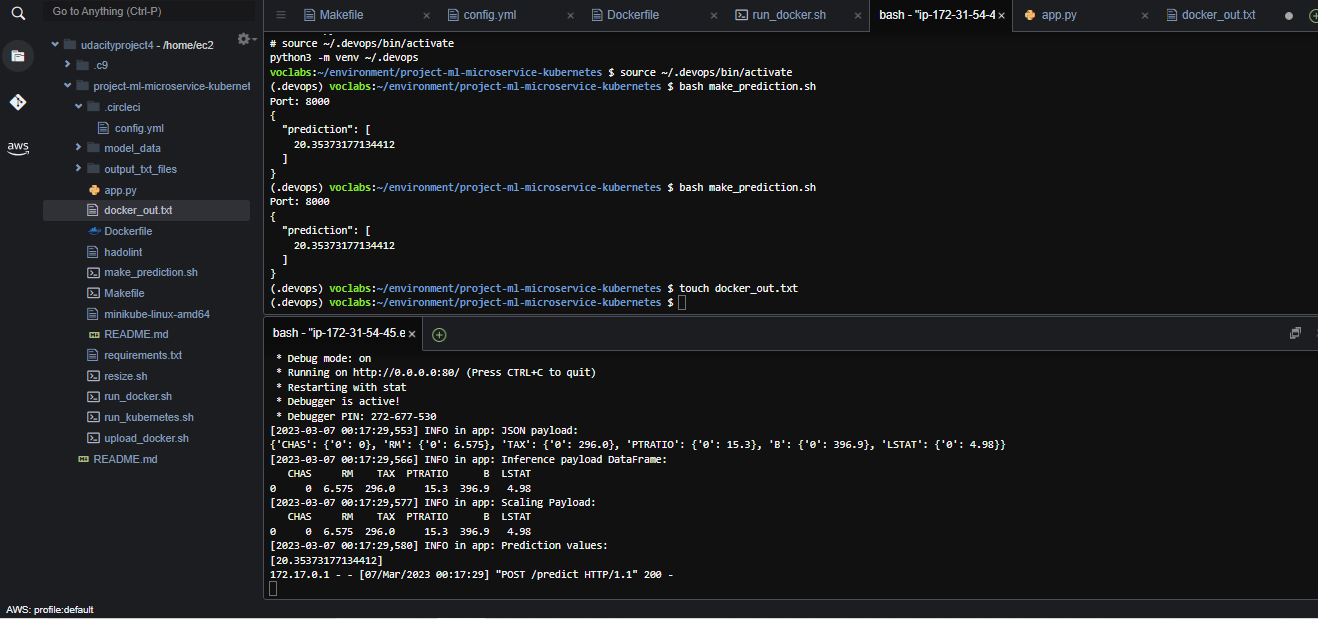 Go to Anything (Ctrl-P)
Makefile
config.yml
Dockerfile
run_docker.sh
bash - "ip-172-31-54-4
app.py
docker_out.txt
udacityproject4 - /home/ec2
.c9
project-ml-microservice-kubernet
.circleci
config.yml
model_data
output_txt_files
app.py
docker_out.txt
Dockerfile
hadolint
make_prediction.sh
Makefile
minikube-linux-amd64
README.md
requirements.txt
resize.sh
run_docker.sh
run_kubernetes.sh
upload_docker.sh
README.md
aws
# source ~/.devops/bin/activate
python3 -m venv ~/.devops
voclabs:~/environment/project-ml-microservice-kubernetes $ source ~/.devops/bin/activate
(.devops) voclabs:~/environment/project-ml-microservice-kubernetes $ bash make_prediction.sh
Port: 8000
{
"prediction": [
20.35373177134412
]
}
(.devops) voclabs:~/environment/project-ml-microservice-kubernetes $ bash make_prediction.sh
Port: 8000
{
"prediction": [
20.35373177134412
]
}
(.devops) voclabs:~/environment/project-ml-microservice-kubernetes $ touch docker_out.txt
(.devops) voclabs:~/environment/project-ml-microservice-kubernetes $
bash - "ip-172-31-54-45.e
* Debug mode: on
* Running on http://0.0.0.0:80/ (Press CTRL+C to quit)
* Restarting with stat
* Debugger is active!
* Debugger PIN: 272-677-530
[2023-03-07 00:17:29,553] INFO in app: JSON payload:
{'CHAS': {'0': 0}, 'RM': {'0': 6.575}, 'TAX': {'0': 296.0}, 'PTRATIO': {'0': 15.3}, 'B': {'0': 396.9}, 'LSTAT': {'0': 4.98}}
[2023-03-07 00:17:29,566] INFO in app: Inference payload DataFrame:
CHAS RM TAX PTRATIO B LSTAT
0 0 6.575 296.0 15.3 396.9 4.98
[2023-03-07 00:17:29,577] INFO in app: Scaling Payload:
CHAS RM TAX PTRATIO B LSTAT
0 0 6.575 296.0 15.3 396.9 4.98
[2023-03-07 00:17:29,580] INFO in app: Prediction values:
[20.35373177134412]
172.17.0.1 - - [07/Mar/2023 00:17:29] "POST /predict HTTP/1.1" 200 -
AWS: profile:default